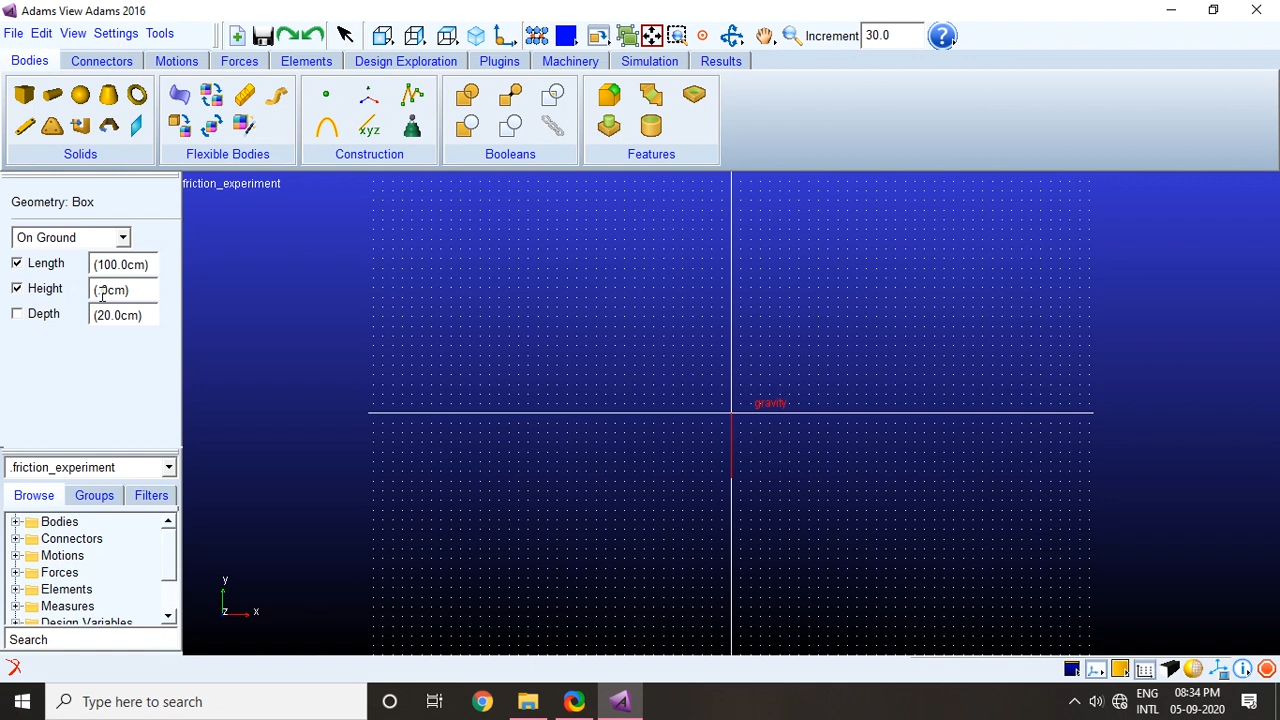 Adams View Adams 2016
File Edit View Settings Tools
Increment 30.0
Bodies Connectors Motions Forces Elements Design Exploration Plugins Machinery Simulation Results
Solids Flexible Bodies Construction Booleans Features
Geometry: Box
friction_experiment
On Ground
Length (100.0cm)
Height (.0cm)
Depth (20.0cm)
gravity
.friction_experiment
Browse Groups Filters
Bodies
Connectors
Motions
Forces
Elements
Measures
Design Variables
Search
y
z x
Type here to search
ENG
INTL
08:34 PM
05-09-2020